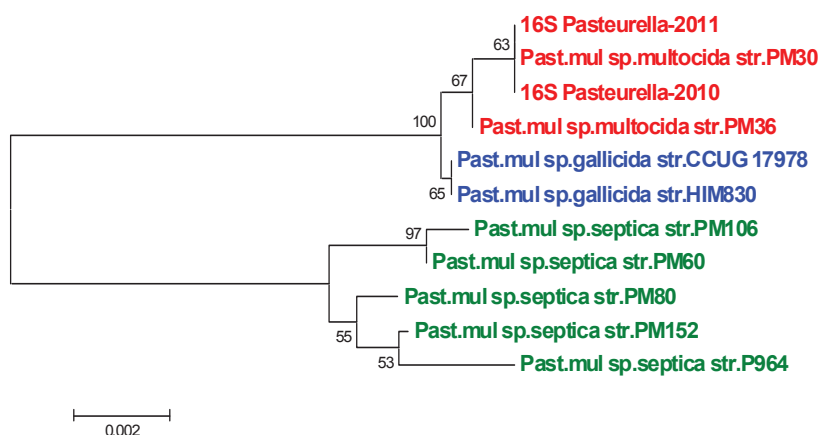 16S Pasteurella-2011
63
Past.mul sp.multocida str.PM30
67
16S Pasteurella-2010
100
Past.mul sp.multocida str.PM36
Past.mul sp.gallicida str.CCUG 17978
65
Past.mul sp.gallicida str.HIM830
97
Past.mul sp.septica str.PM106
Past.mul sp.septica str.PM60
Past.mul sp.septica str.PM80
55
Past.mul sp.septica str.PM152
53
Past.mul sp.septica str.P964
0.002